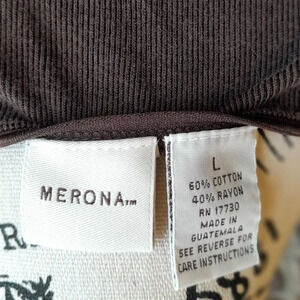 MERONA™
L
60% COTTON
40% RAYON
RN 17730
MADE IN
GUATEMALA
SEE REVERSE FOR
CARE INSTRUCTIONS